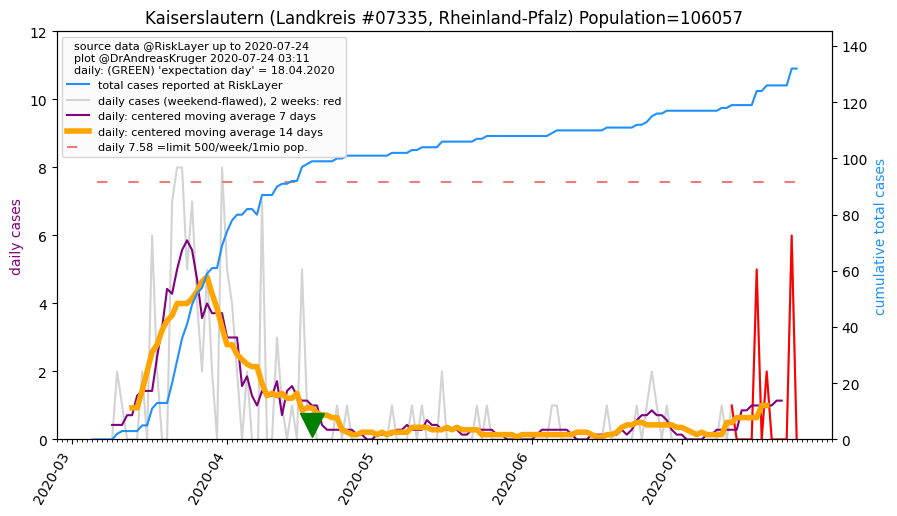 Kaiserslautern (Landkreis #07335, Rheinland-Pfalz) Population=106057
source data @RiskLayer up to 2020-07-24
plot @DrAndreasKruger 2020-07-24 03:11
daily: (GREEN) 'expectation day' = 18.04.2020
total cases reported at RiskLayer
daily cases (weekend-flawed), 2 weeks: red
daily: centered moving average 7 days
daily: centered moving average 14 days
daily 7.58 =limit 500/week/1mio pop.
daily cases
12
10
8
6
4
2
0
cumulative total cases
140
120
100
80
60
40
20
0
2020-03
2020-04
2020-05
2020-06
2020-07